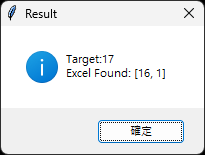 Result
Target:17
Excel Found: [16, 1]
確定